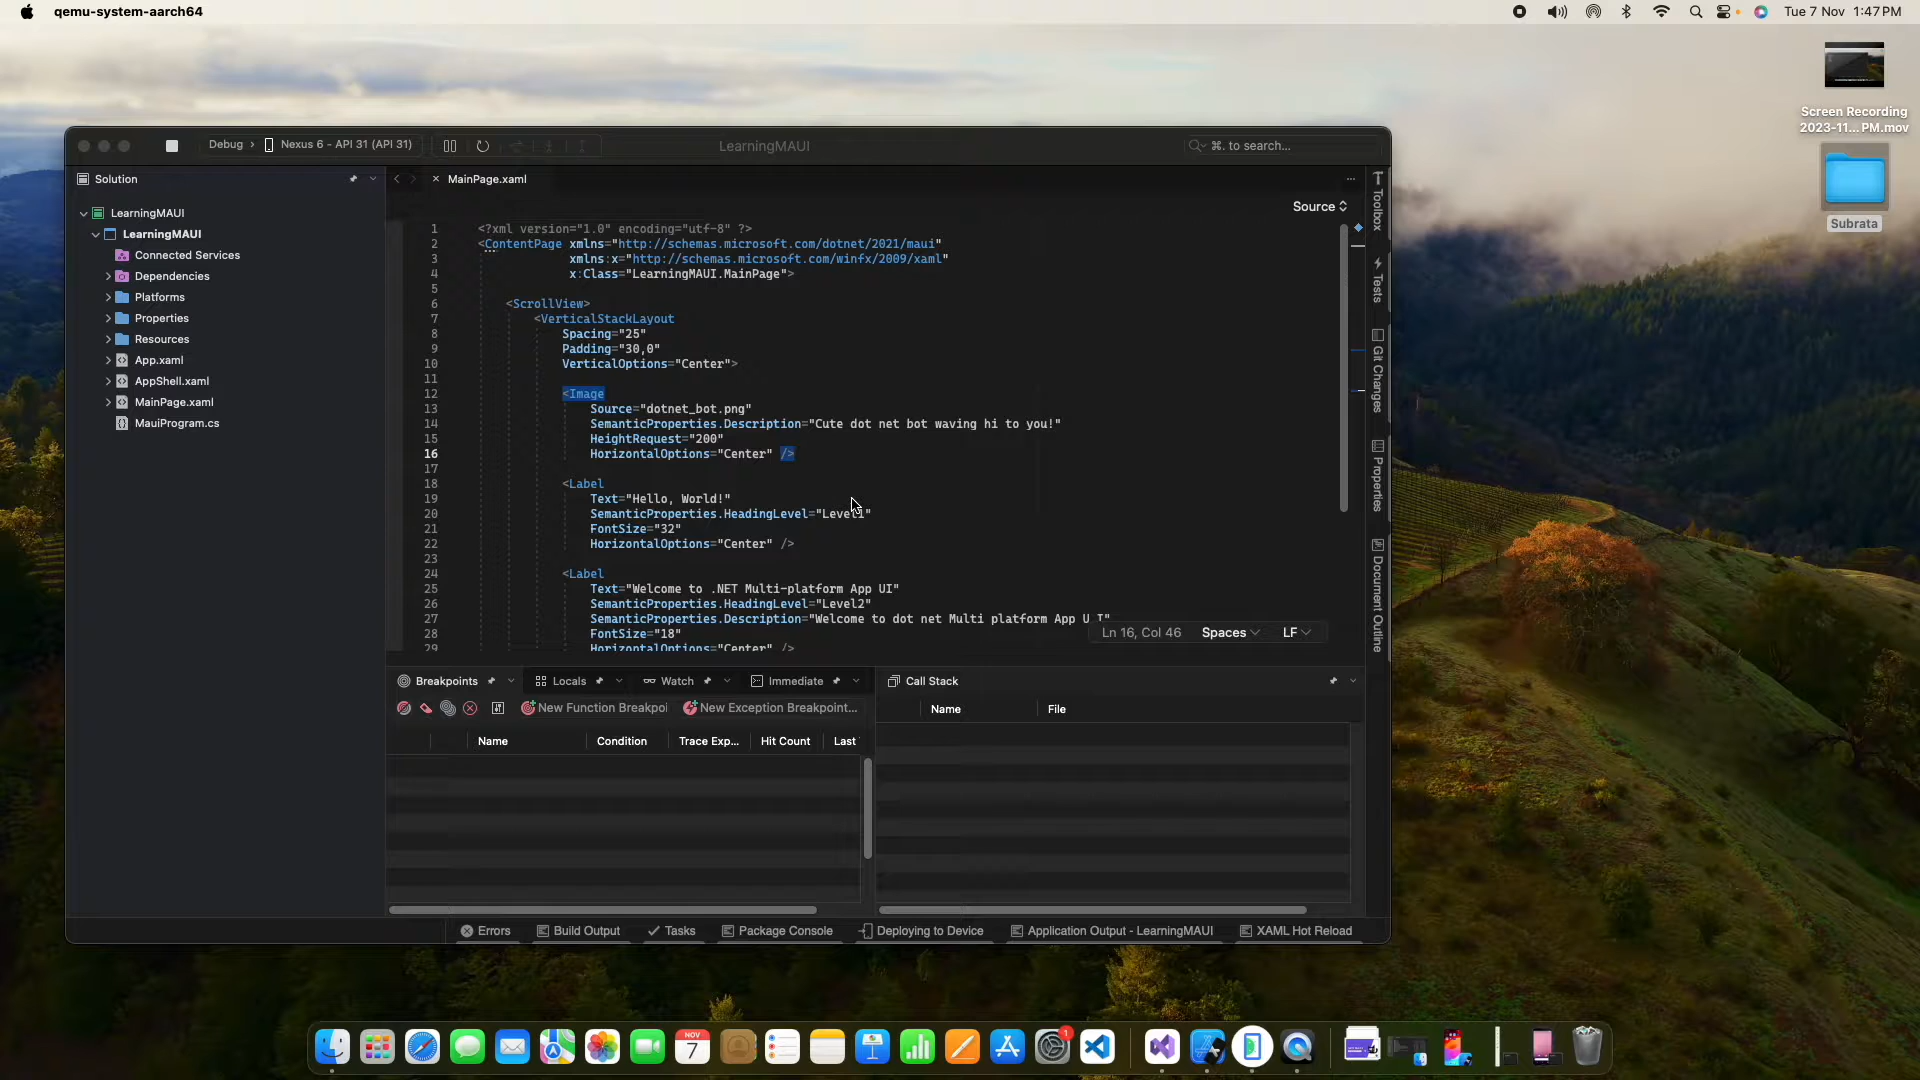 qemu-system-aarch64
Tue 7 Nov 1:47 PM
Screen Recording
2023-11... PM.mov
Subrata
Debug
Nexus 6 - API 31 (API 31)
LearningMAUI
⌘. to search...
Solution
MainPage.xaml
Source
LearningMAUI
LearningMAUI
Connected Services
Dependencies
Platforms
Properties
Resources
App.xaml
AppShell.xaml
MainPage.xaml
MauiProgram.cs
1 <?xml version="1.0" encoding="utf-8" ?>
2 <ContentPage xmlns="http://schemas.microsoft.com/dotnet/2021/maui"
3 xmlns:x="http://schemas.microsoft.com/winfx/2009/xaml"
4 x:Class="LearningMAUI.MainPage">
5
6 <ScrollView>
7 <VerticalStackLayout
8 Spacing="25"
9 Padding="30,0"
10 VerticalOptions="Center">
11
12 <Image
13 Source="dotnet_bot.png"
14 SemanticProperties.Description="Cute dot net bot waving hi to you!"
15 HeightRequest="200"
16 HorizontalOptions="Center" />
17
18 <Label
19 Text="Hello, World!"
20 SemanticProperties.HeadingLevel="Level1"
21 FontSize="32"
22 HorizontalOptions="Center" />
23
24 <Label
25 Text="Welcome to .NET Multi-platform App UI"
26 SemanticProperties.HeadingLevel="Level2"
27 SemanticProperties.Description="Welcome to dot net Multi platform App U I"
28 FontSize="18"
29 HorizontalOptions="Center" />
Ln 16, Col 46 Spaces LF
Toolbox
Tests
Git Changes
Properties
Document Outline
Breakpoints
Locals
Watch
Immediate
Call Stack
New Function Breakpoi
New Exception Breakpoint...
Name Condition Trace Exp... Hit Count Last
Name File
Errors
Build Output
Tasks
Package Console
Deploying to Device
Application Output - LearningMAUI
XAML Hot Reload
NOV
7
1